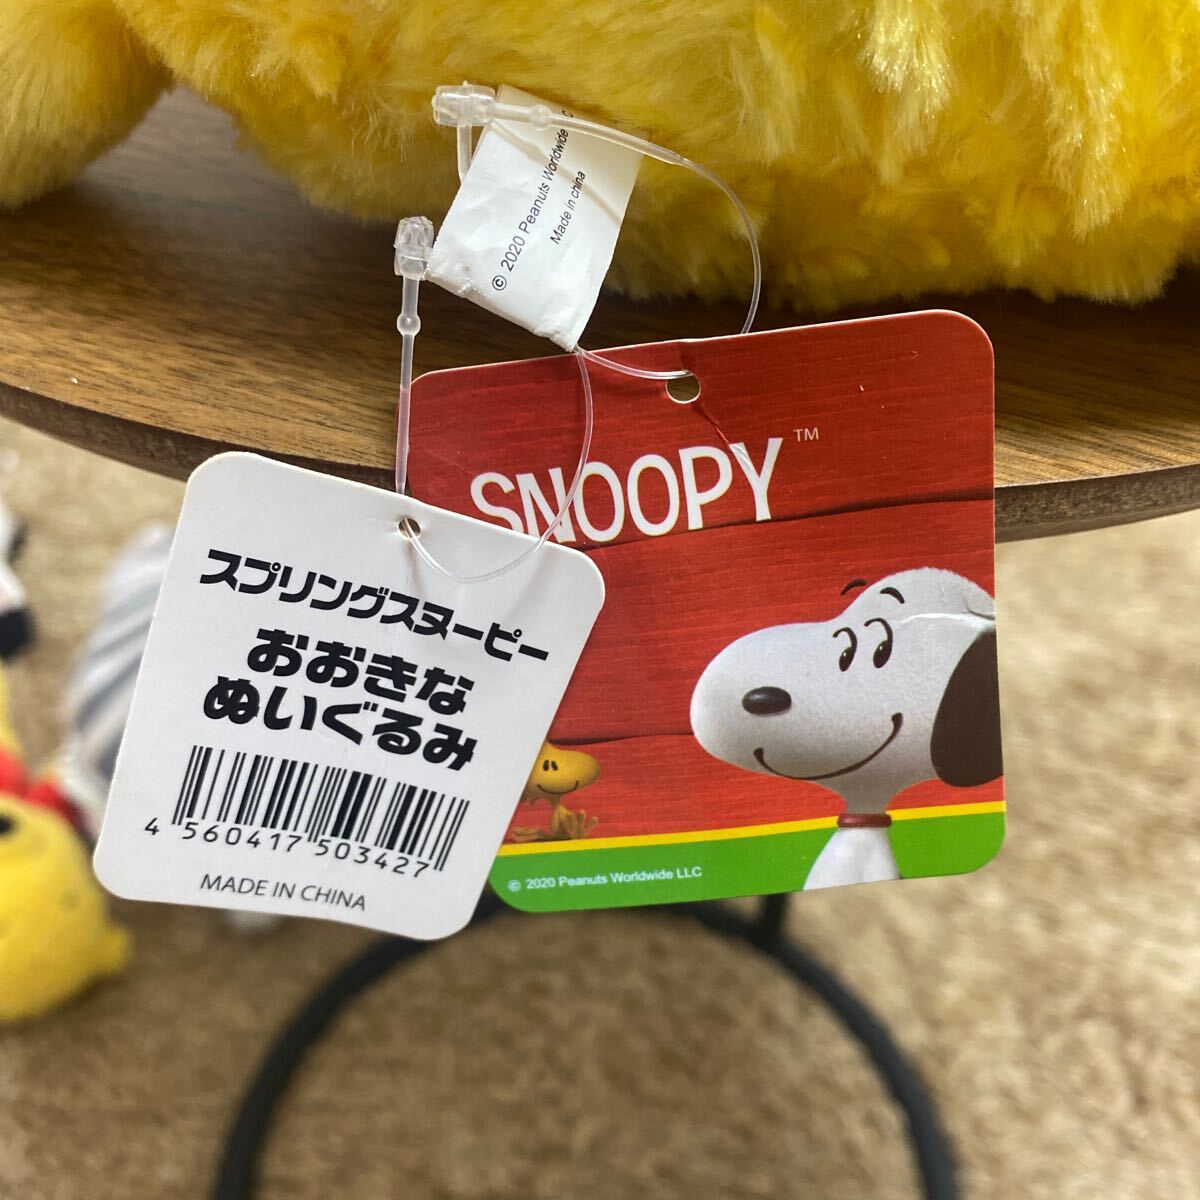 © 2020 Peanuts Worldwide
Made in china
SNOOPY™
スプリングスヌーピー
おおきな
ぬいぐるみ
4 560417 503427
MADE IN CHINA
© 2020 Peanuts Worldwide LLC